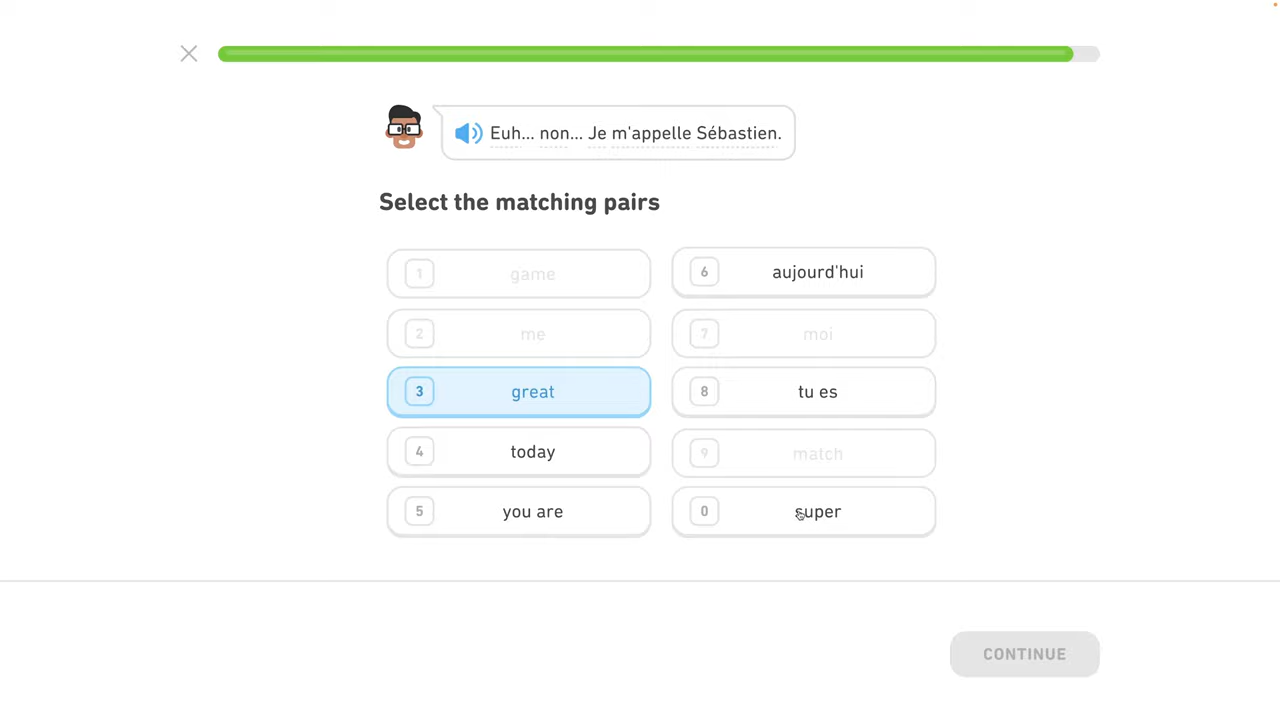 Euh... non... Je m'appelle Sébastien.
Select the matching pairs
1 game
6 aujourd'hui
2 me
7 moi
3 great
8 tu es
4 today
9 match
5 you are
0 super
CONTINUE